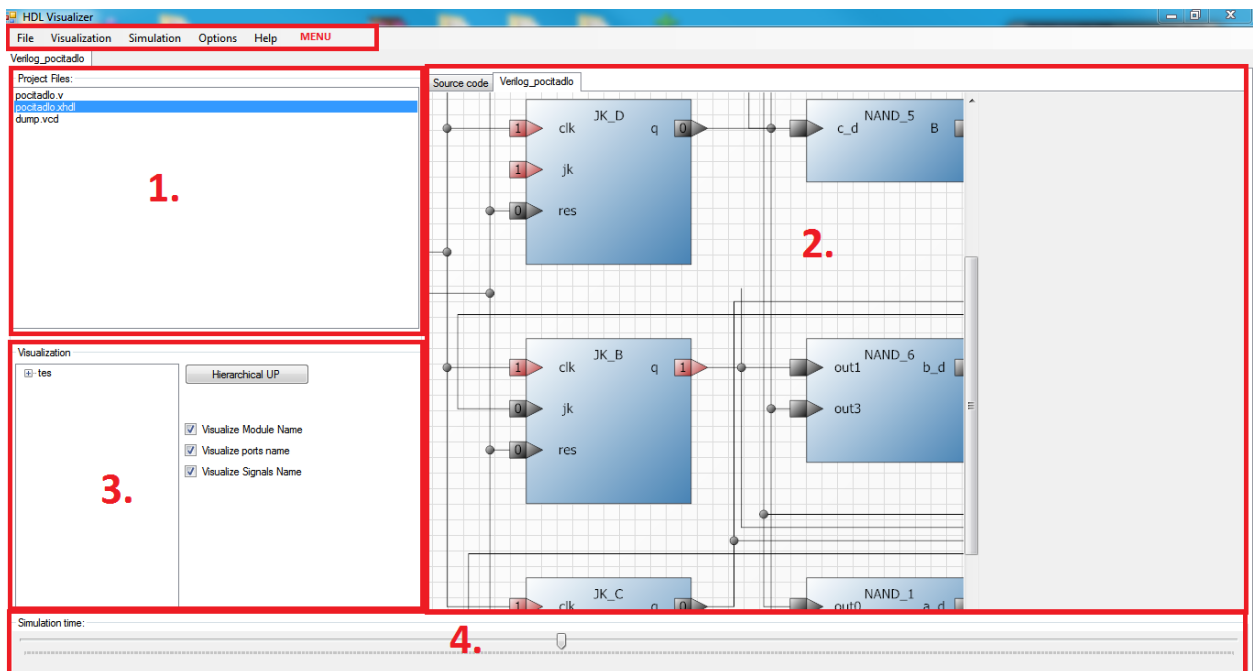 HDL Visualizer
File Visualization Simulation Options Help MENU
Verilog_pocitadlo
Project Files:
pocitadlo.v
pocitadlo.xhdl
dump.vcd
1.
Source code Verilog_pocitadlo
JK_D
1 clk q 0
1 jk
0 res
NAND_5
c_d B
2.
JK_B
1 clk q 1
0 jk
0 res
NAND_6
out1 b_d
out3
JK_C
1 clk q 0
NAND_1
out0 a_d
Visualization
tes
Hierarchical UP
Visualize Module Name
Visualize ports name
Visualize Signals Name
3.
Simulation time:
4.